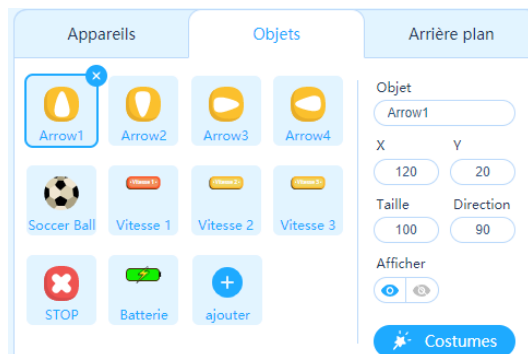 Appareils Objets Arrière plan
Arrow1 Arrow2 Arrow3 Arrow4
Soccer Ball Vitesse 1 Vitesse 2 Vitesse 3
STOP Batterie ajouter
Objet
Arrow1
X Y
120 20
Taille Direction
100 90
Afficher
Costumes